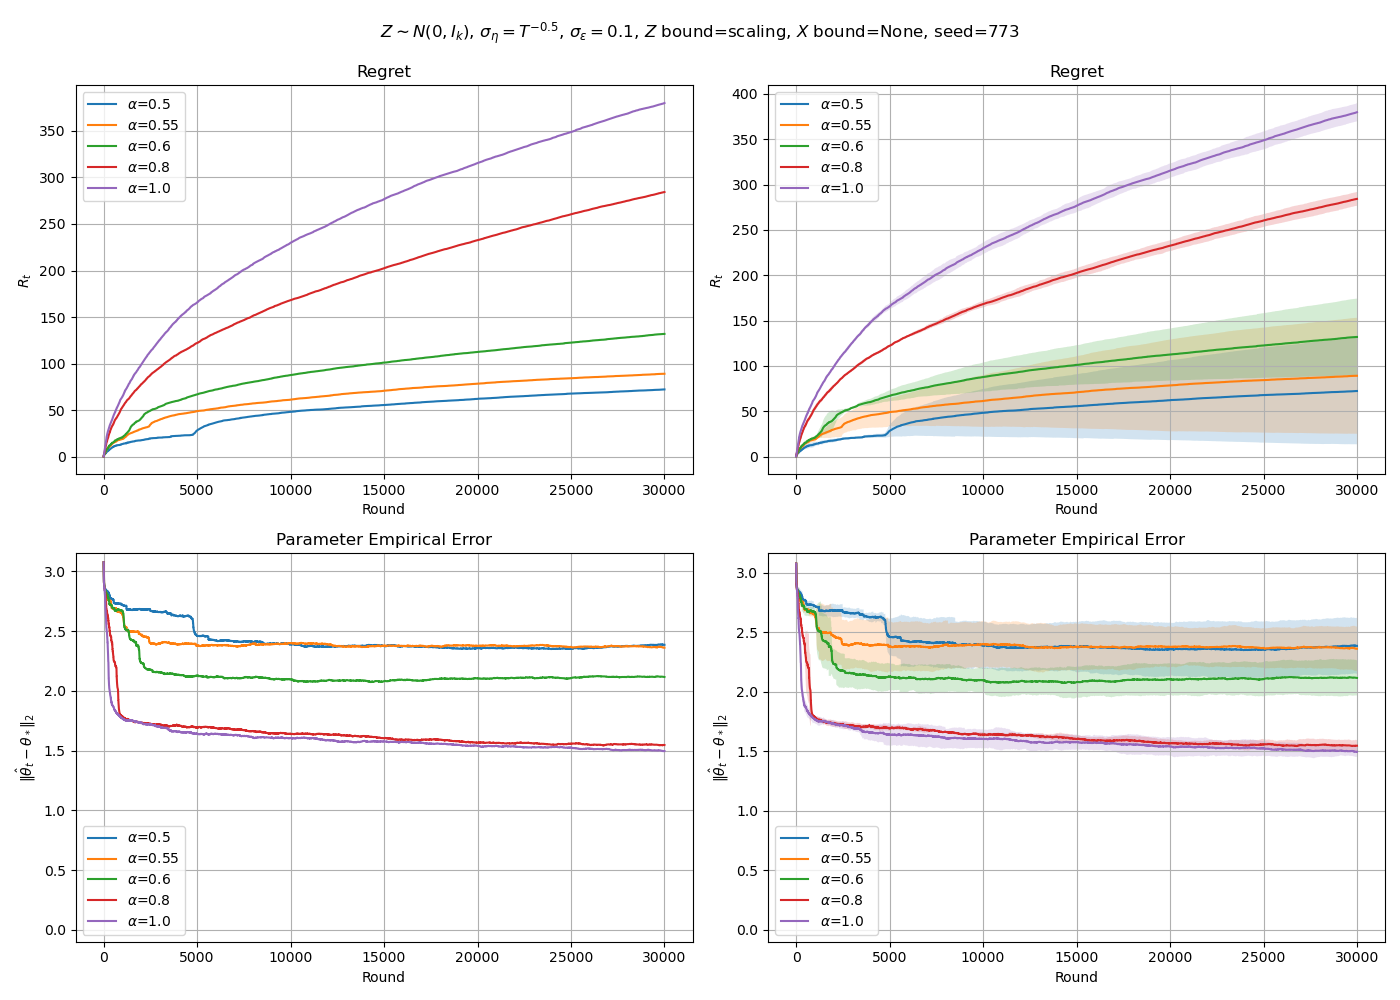 Z ∼ N(0, I_k), σ_η = T^{−0.5}, σ_ε = 0.1, Z bound=scaling, X bound=None, seed=773
Regret
R_t
350
300
250
200
150
100
50
0
α=0.5
α=0.55
α=0.6
α=0.8
α=1.0
0 5000 10000 15000 20000 25000 30000
Round
Regret
R_t
400
350
300
250
200
150
100
50
0
α=0.5
α=0.55
α=0.6
α=0.8
α=1.0
0 5000 10000 15000 20000 25000 30000
Round
Parameter Empirical Error
‖θ̂_t − θ_*‖_2
3.0
2.5
2.0
1.5
1.0
0.5
0.0
α=0.5
α=0.55
α=0.6
α=0.8
α=1.0
0 5000 10000 15000 20000 25000 30000
Round
Parameter Empirical Error
‖θ̂_t − θ_*‖_2
3.0
2.5
2.0
1.5
1.0
0.5
0.0
α=0.5
α=0.55
α=0.6
α=0.8
α=1.0
0 5000 10000 15000 20000 25000 30000
Round